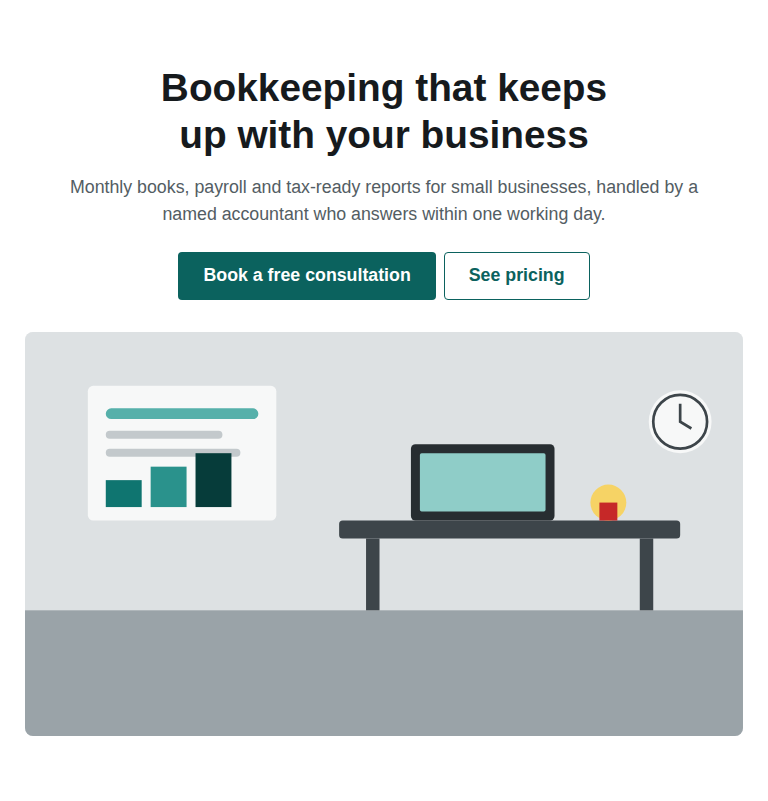 Bookkeeping that keeps
up with your business
Monthly books, payroll and tax-ready reports for small businesses, handled by a
named accountant who answers within one working day.
Book a free consultation
See pricing